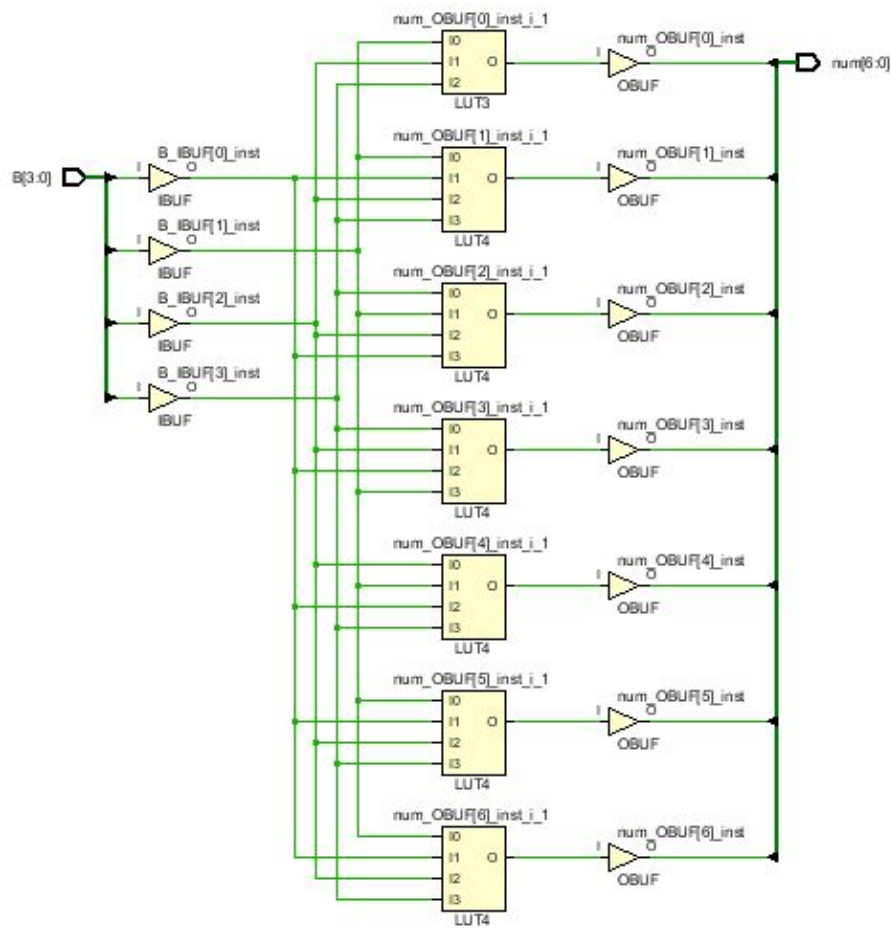 B[3:0]
B_IBUF[0]_inst
I
O
IBUF
B_IBUF[1]_inst
I
O
IBUF
B_IBUF[2]_inst
I
O
IBUF
B_IBUF[3]_inst
I
O
IBUF
num_OBUF[0]_inst_i_1
I0
I1
I2
O
LUT3
num_OBUF[1]_inst_i_1
I0
I1
I2
I3
O
LUT4
num_OBUF[2]_inst_i_1
I0
I1
I2
I3
O
LUT4
num_OBUF[3]_inst_i_1
I0
I1
I2
I3
O
LUT4
num_OBUF[4]_inst_i_1
I0
I1
I2
I3
O
LUT4
num_OBUF[5]_inst_i_1
I0
I1
I2
I3
O
LUT4
num_OBUF[6]_inst_i_1
I0
I1
I2
I3
O
LUT4
num_OBUF[0]_inst
I
O
OBUF
num_OBUF[1]_inst
I
O
OBUF
num_OBUF[2]_inst
I
O
OBUF
num_OBUF[3]_inst
I
O
OBUF
num_OBUF[4]_inst
I
O
OBUF
num_OBUF[5]_inst
I
O
OBUF
num_OBUF[6]_inst
I
O
OBUF
num[6:0]